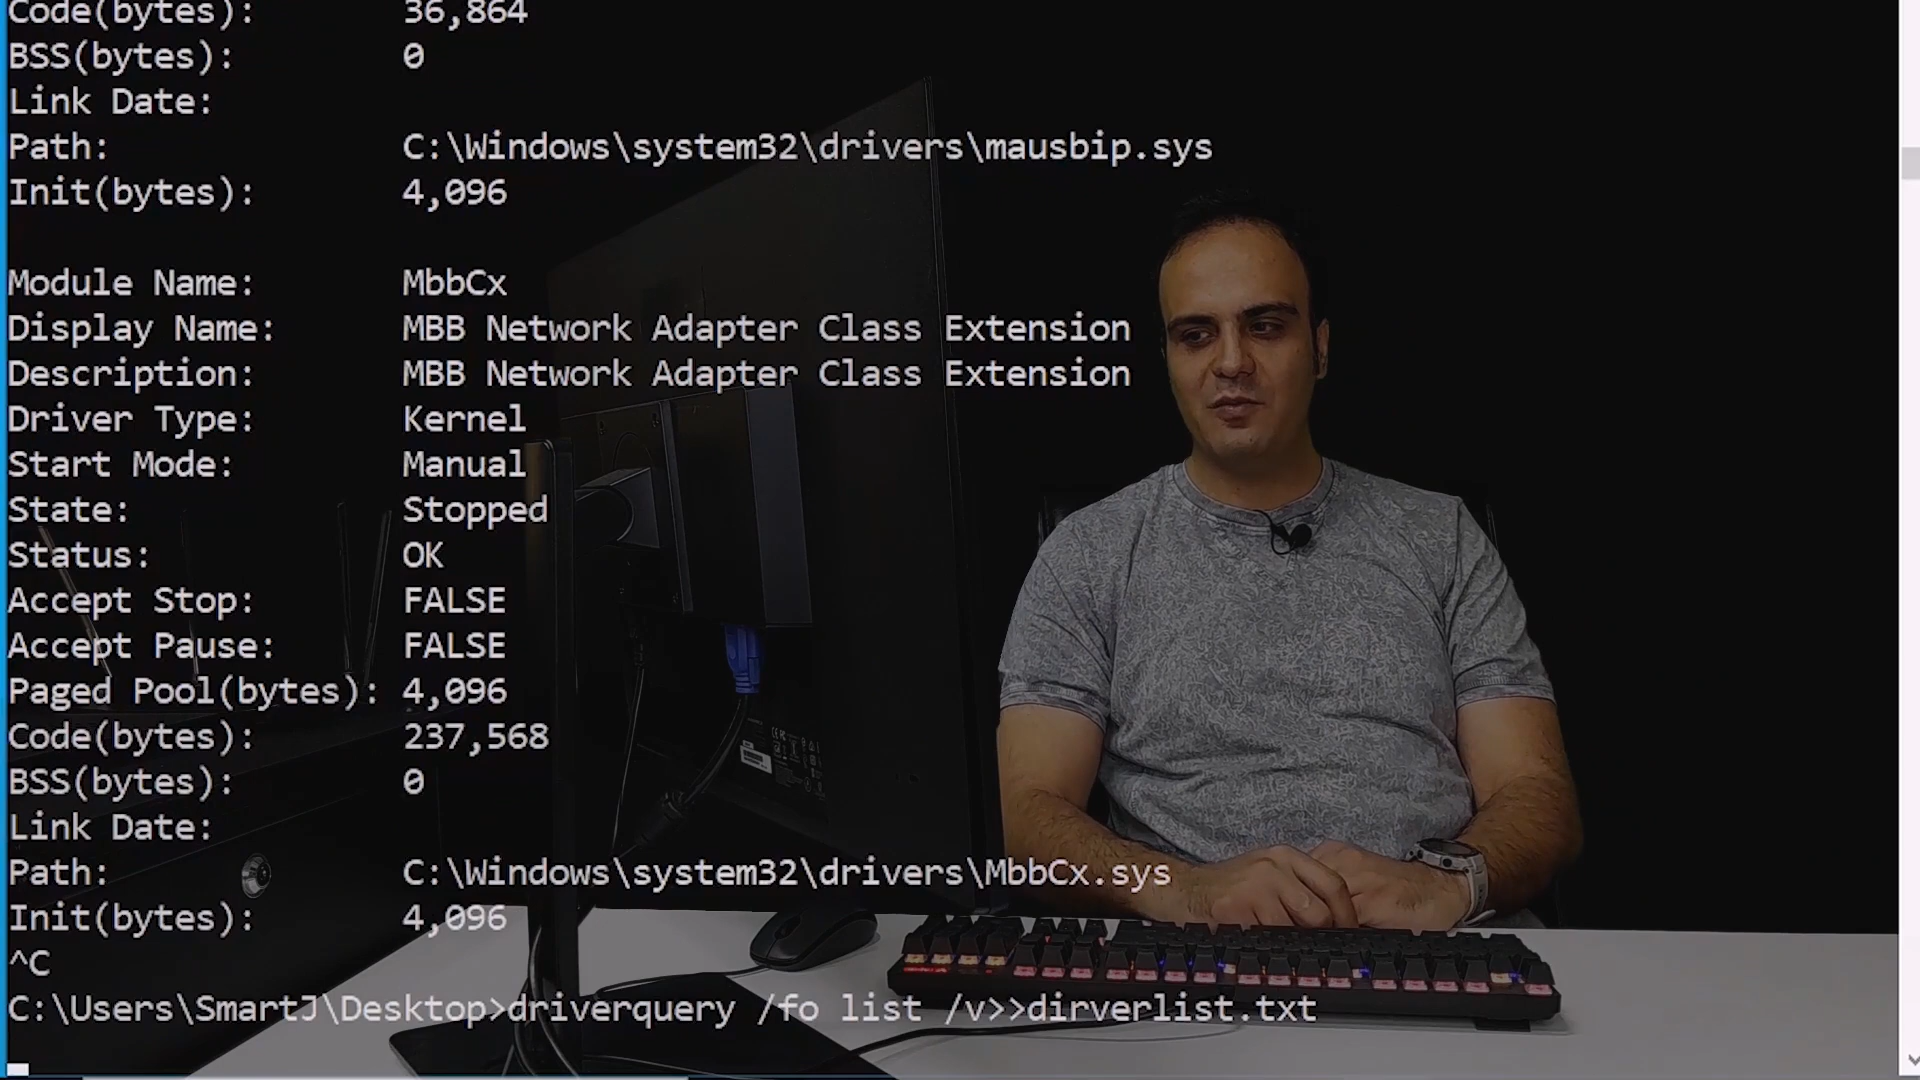 Code(bytes): 36,864
BSS(bytes): 0
Link Date:
Path: C:\Windows\system32\drivers\mausbip.sys
Init(bytes): 4,096
Module Name: MbbCx
Display Name: MBB Network Adapter Class Extension
Description: MBB Network Adapter Class Extension
Driver Type: Kernel
Start Mode: Manual
State: Stopped
Status: OK
Accept Stop: FALSE
Accept Pause: FALSE
Paged Pool(bytes): 4,096
Code(bytes): 237,568
BSS(bytes): 0
Link Date:
Path: C:\Windows\system32\drivers\MbbCx.sys
Init(bytes): 4,096
^C
C:\Users\SmartJ\Desktop>driverquery /fo list /v>>dirverlist.txt